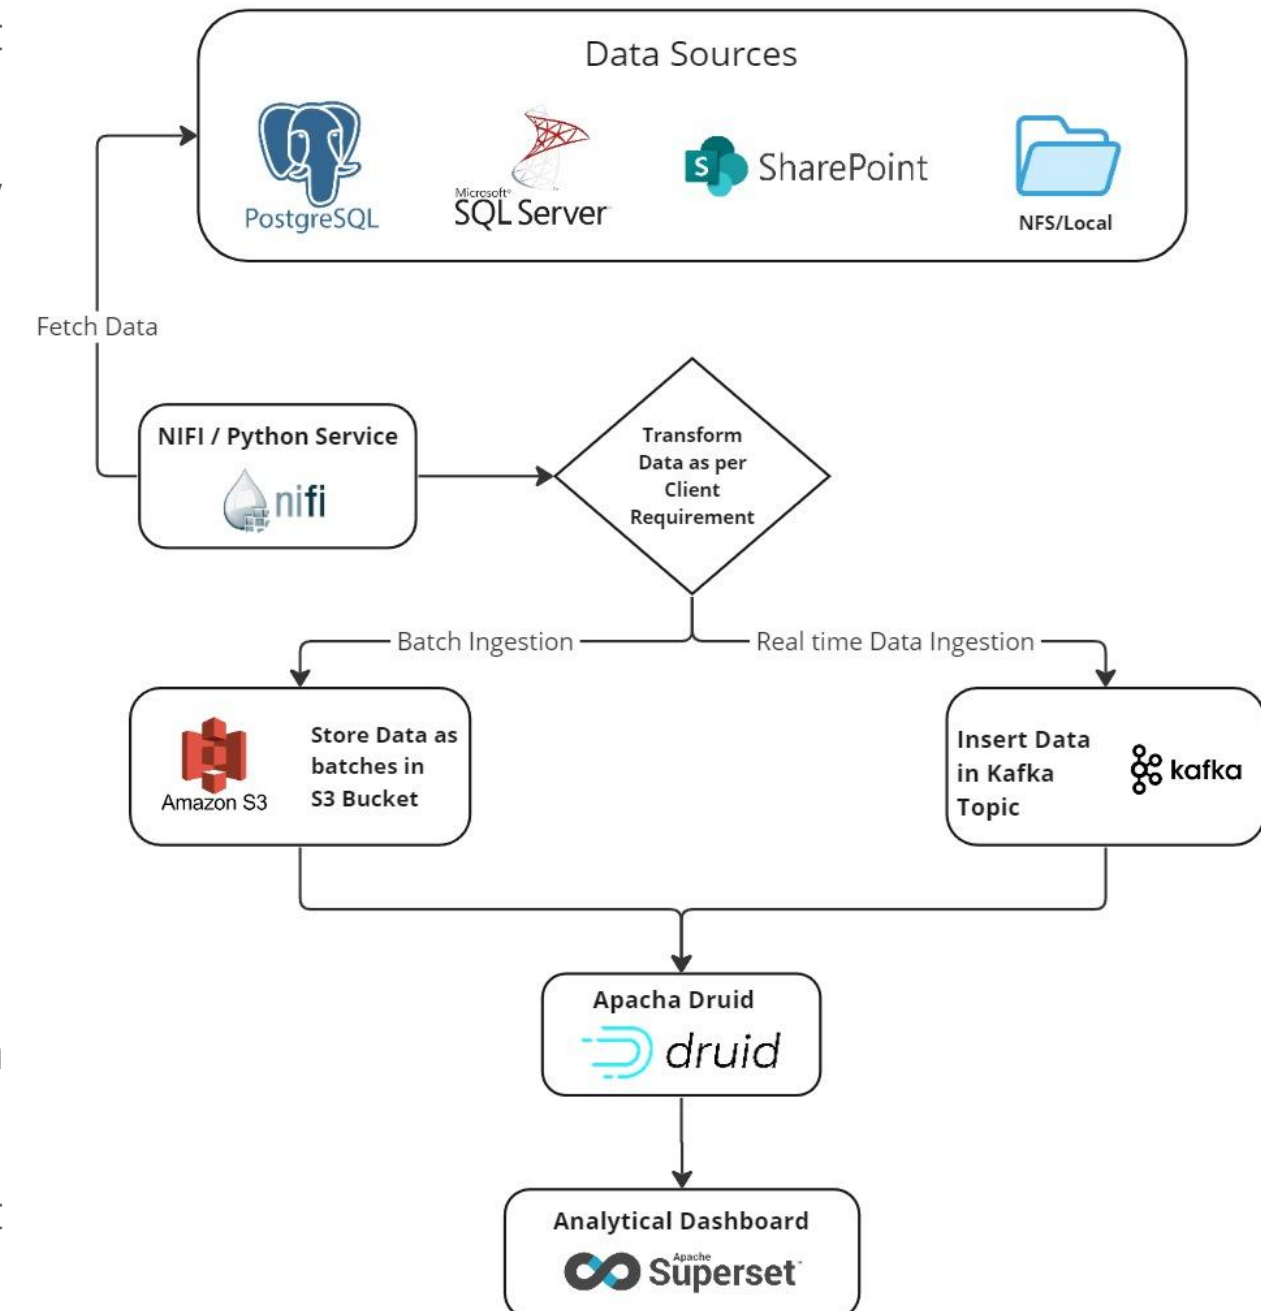 Data Sources
PostgreSQL
Microsoft®
SQL Server
S
SharePoint
NFS/Local
Fetch Data
NIFI / Python Service
nifi
Transform
Data as per
Client
Requirement
Batch Ingestion
Real time Data Ingestion
Store Data as
batches in
S3 Bucket
Amazon S3
Insert Data
in Kafka
Topic
kafka
Apacha Druid
druid
Analytical Dashboard
Apache
Superset